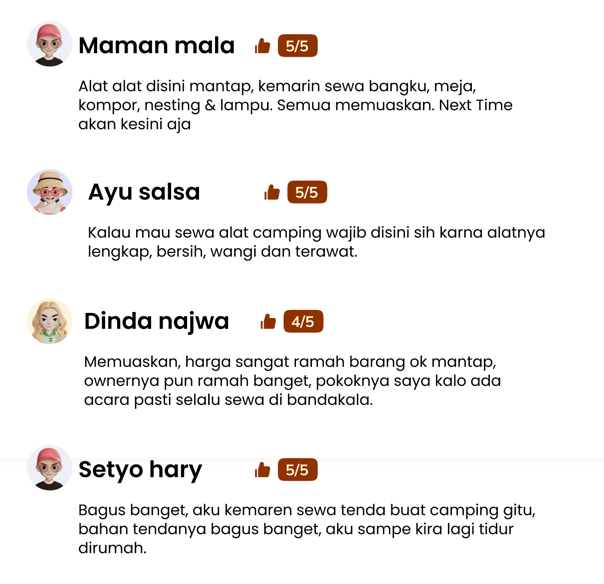 Maman mala 5/5
Alat alat disini mantap, kemarin sewa bangku, meja,
kompor, nesting & lampu. Semua memuaskan. Next Time
akan kesini aja
Ayu salsa 5/5
Kalau mau sewa alat camping wajib disini sih karna alatnya
lengkap, bersih, wangi dan terawat.
Dinda najwa 4/5
Memuaskan, harga sangat ramah barang ok mantap,
ownernya pun ramah banget, pokoknya saya kalo ada
acara pasti selalu sewa di bandakala.
Setyo hary 5/5
Bagus banget, aku kemaren sewa tenda buat camping gitu,
bahan tendanya bagus banget, aku sampe kira lagi tidur
dirumah.